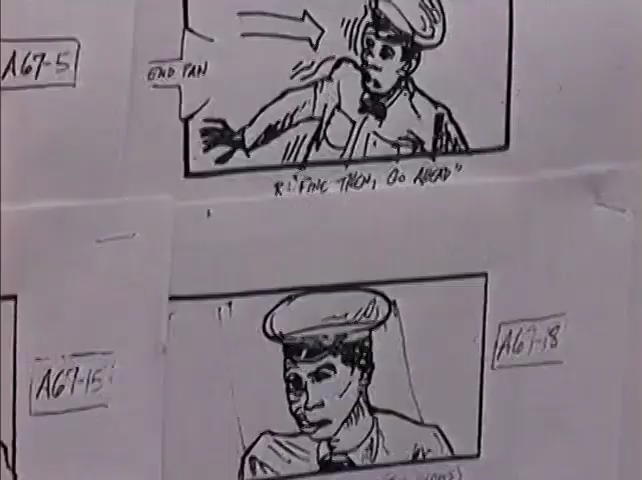 A67-5
END PAN
R: "FINE THEN, GO AHEAD"
A67-15
A67-18